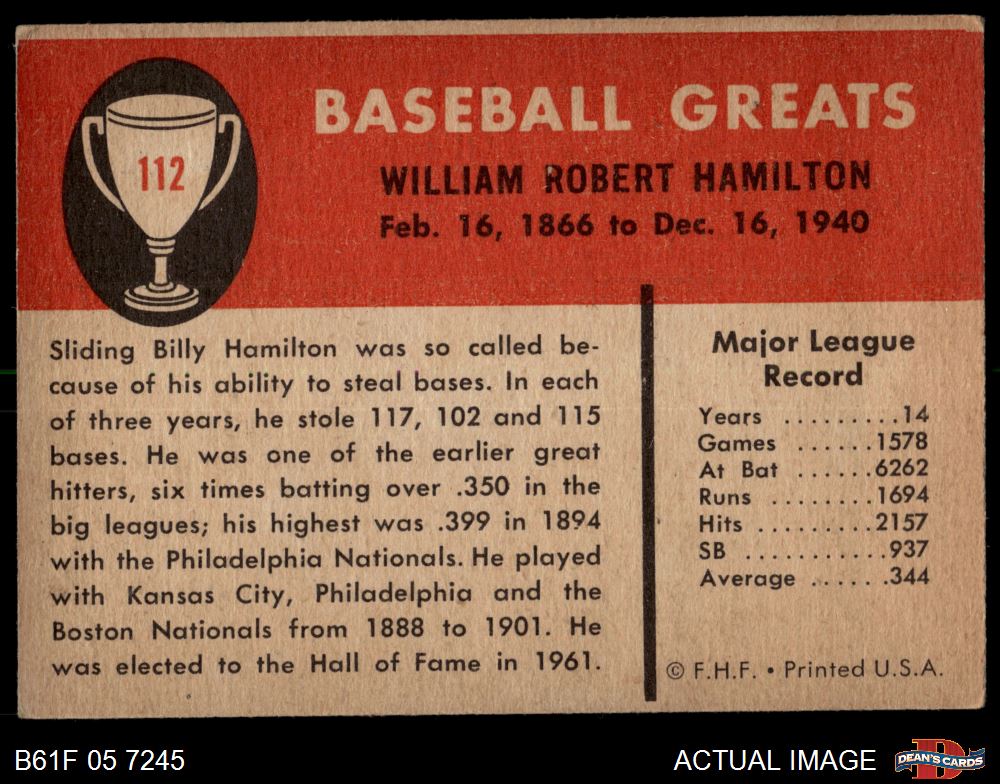 BASEBALL GREATS
112
WILLIAM ROBERT HAMILTON
Feb. 16, 1866 to Dec. 16, 1940
Sliding Billy Hamilton was so called be-
cause of his ability to steal bases. In each
of three years, he stole 117, 102 and 115
bases. He was one of the earlier great
hitters, six times batting over .350 in the
big leagues; his highest was .399 in 1894
with the Philadelphia Nationals. He played
with Kansas City, Philadelphia and the
Boston Nationals from 1888 to 1901. He
was elected to the Hall of Fame in 1961.
Major League
Record
Years .........14
Games ......1578
At Bat ......6262
Runs ........1694
Hits .........2157
SB ...........937
Average ......344
© F.H.F. • Printed U.S.A.
B61F 05 7245
ACTUAL IMAGE
D
DEAN'S CARDS